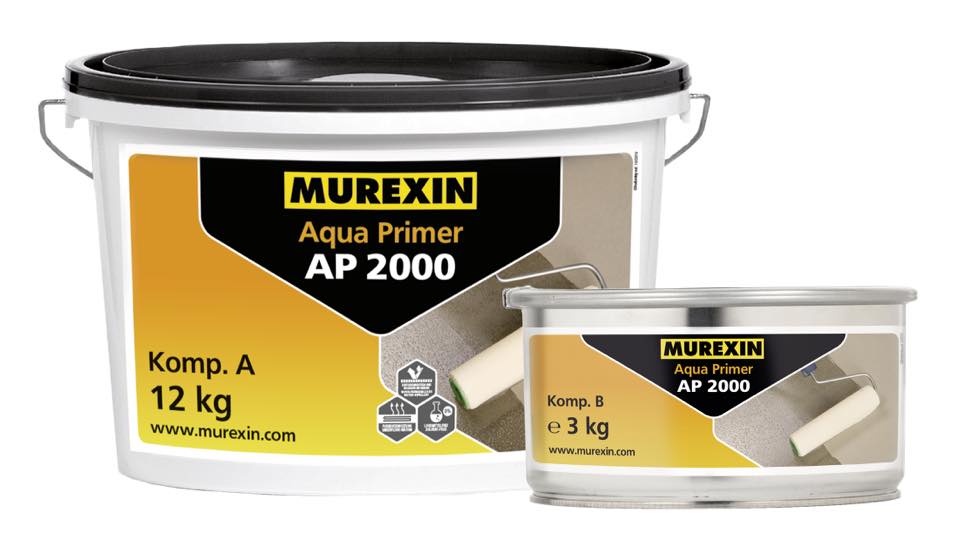 MUREXIN
Aqua Primer
AP 2000
Komp. A
12 kg
www.murexin.com
MUREXIN
Aqua Primer
AP 2000
Komp. B
℮ 3 kg
murexin.com